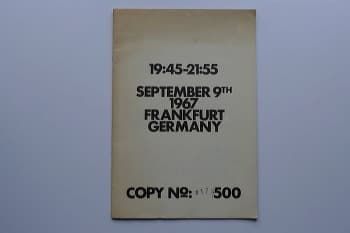 19:45-21:55
SEPTEMBER 9TH
1967
FRANKFURT
GERMANY
COPY No: 500